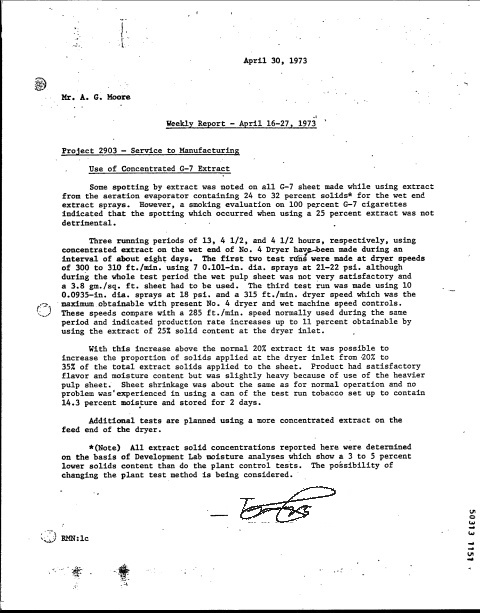 April 30, 1973
Mr. A. G. Moore
Weekly Report - April 16-27, 1973
Project 2903 - Service to Manufacturing
Use of Concentrated G-7 Extract
Some spotting by extract was noted on all G-7 sheet made while using extract
from the aeration evaporator containing 24 to 32 percent solids* for the wet end
extract sprays. However, a smoking evaluation on 100 percent G-7 cigarettes
indicated that the spotting which occurred when using a 25 percent extract was not
detrimental.
Three running periods of 13, 4 1/2, and 4 1/2 hours, respectively, using
concentrated extract on the wet end of No. 4 Dryer have been made during an
interval of about eight days. The first two test runs were made at dryer speeds
of 300 to 310 ft./min. using 7 0.101-in. dia. sprays at 21-22 psi. although
during the whole test period the wet pulp sheet was not very satisfactory and
a 3.8 gm./sq. ft. sheet had to be used. The third test run was made using 10
0.0935-in. dia. sprays at 18 psi. and a 315 ft./min. dryer speed which was the
maximum obtainable with present No. 4 dryer and wet machine speed controls.
These speeds compare with a 285 ft./min. speed normally used during the same
period and indicated production rate increases up to 11 percent obtainable by
using the extract of 25% solid content at the dryer inlet.
With this increase above the normal 20% extract it was possible to
increase the proportion of solids applied at the dryer inlet from 20% to
35% of the total extract solids applied to the sheet. Product had satisfactory
flavor and moisture content but was slightly heavy because of use of the heavier
pulp sheet. Sheet shrinkage was about the same as for normal operation and no
problem was experienced in using a can of the test run tobacco set up to contain
14.3 percent moisture and stored for 2 days.
Additional tests are planned using a more concentrated extract on the
feed end of the dryer.
*(Note) All extract solid concentrations reported here were determined
on the basis of Development Lab moisture analyses which show a 3 to 5 percent
lower solids content than do the plant control tests. The possibility of
changing the plant test method is being considered.
RMN:lc
50313 1151